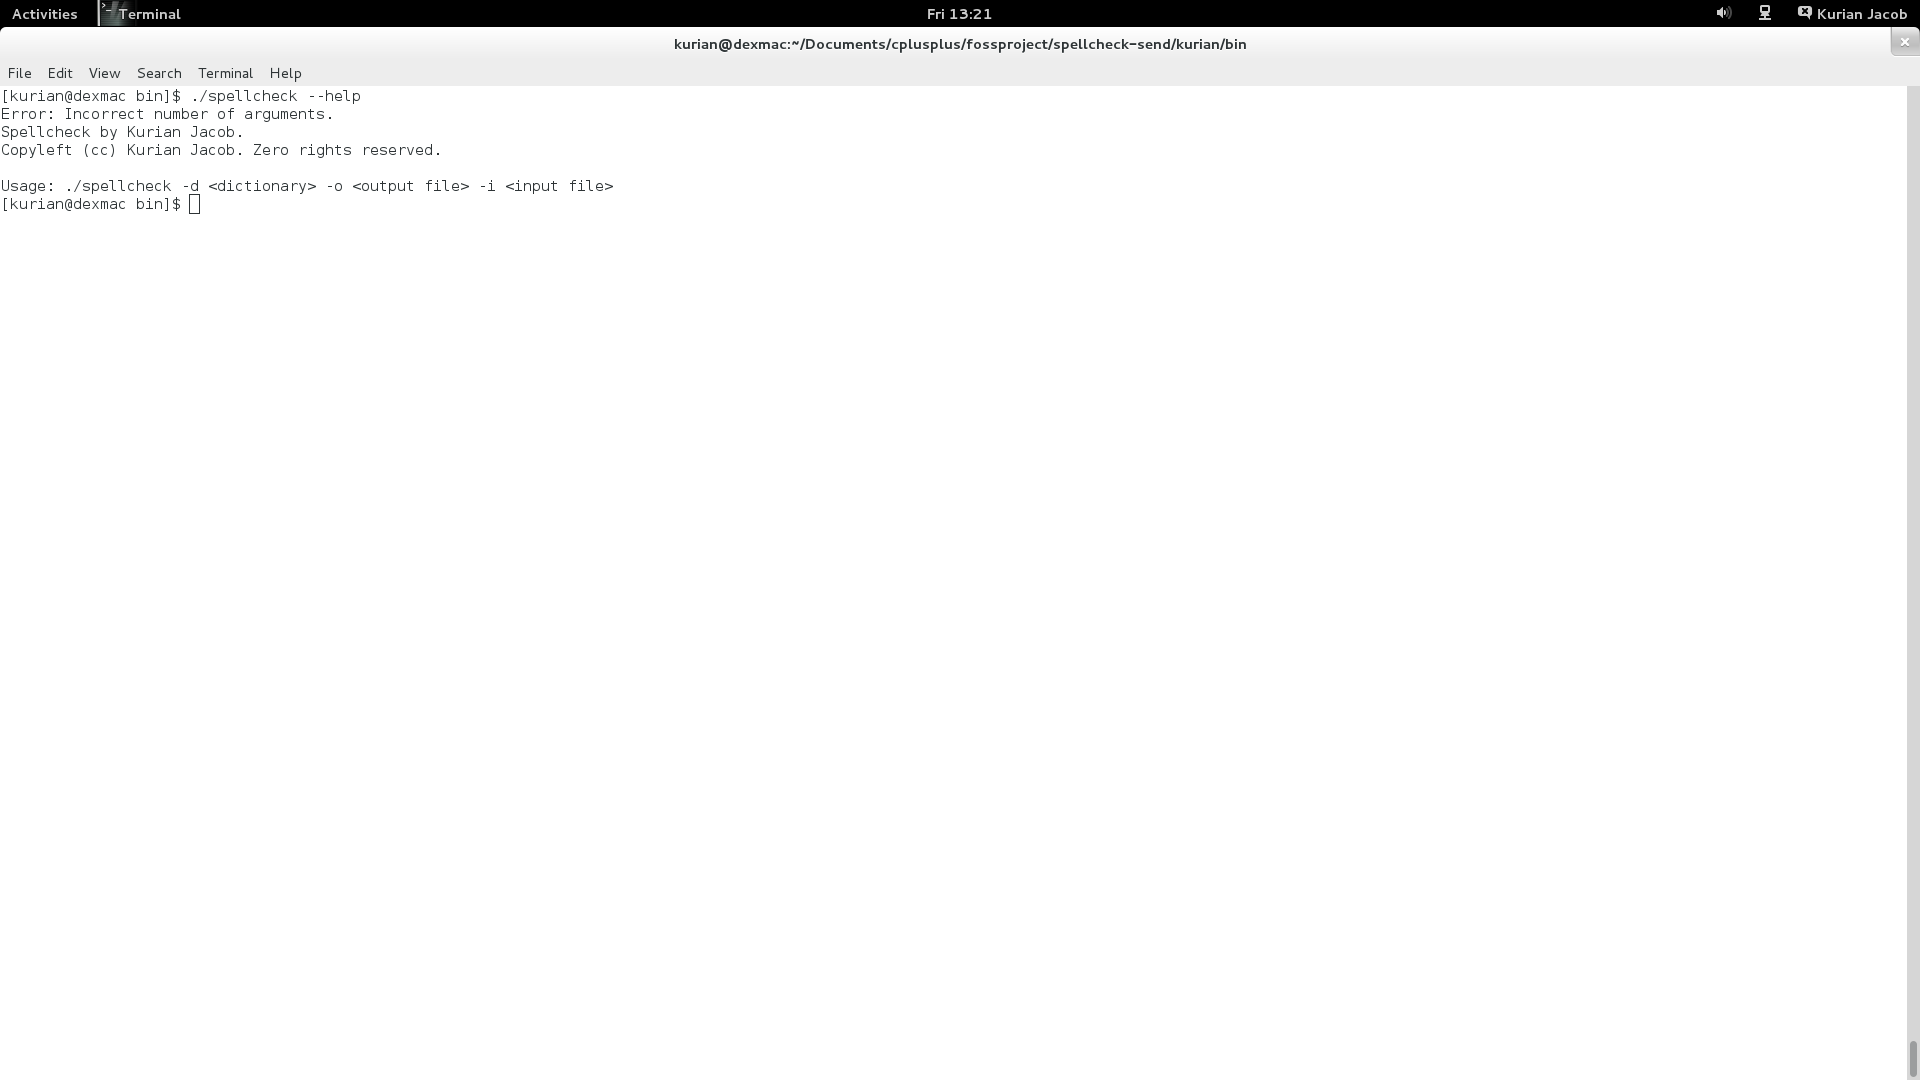 Activities Terminal Fri 13:21 Kurian Jacob
kurian@dexmac:~/Documents/cplusplus/fossproject/spellcheck-send/kurian/bin
File Edit View Search Terminal Help
[kurian@dexmac bin]$ ./spellcheck --help
Error: Incorrect number of arguments.
Spellcheck by Kurian Jacob.
Copyleft (cc) Kurian Jacob. Zero rights reserved.

Usage: ./spellcheck -d <dictionary> -o <output file> -i <input file>
[kurian@dexmac bin]$